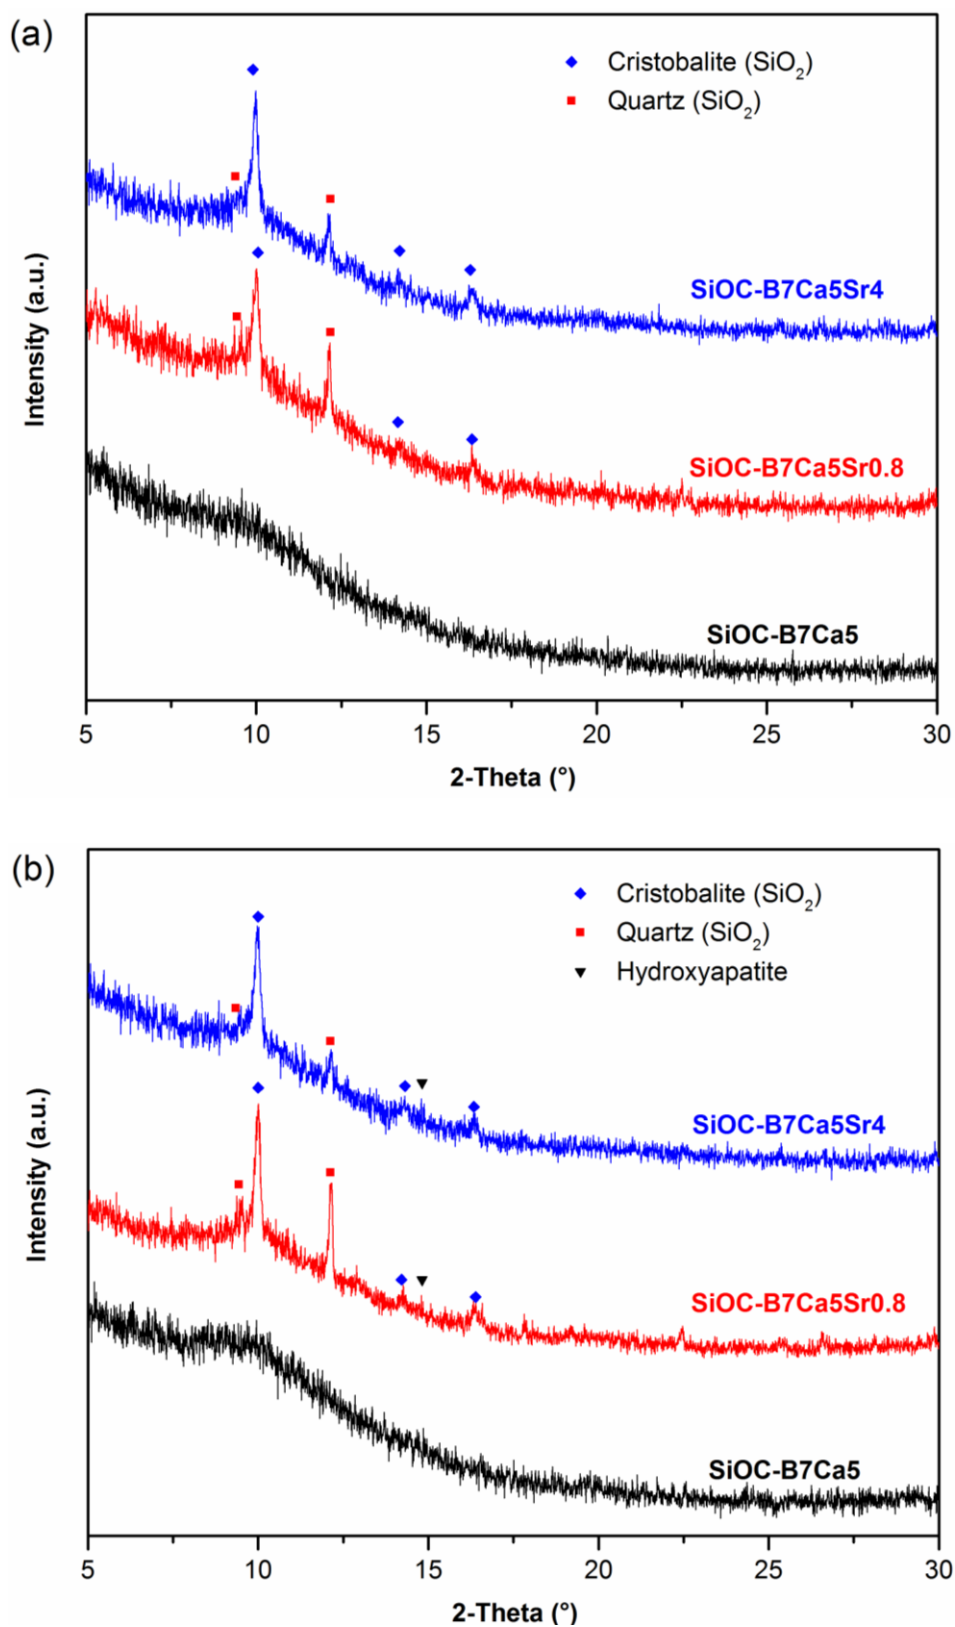 (a)
Cristobalite (SiO₂)
Quartz (SiO₂)
SiOC-B7Ca5Sr4
SiOC-B7Ca5Sr0.8
SiOC-B7Ca5
Intensity (a.u.)
5 10 15 20 25 30
2-Theta (°)
(b)
Cristobalite (SiO₂)
Quartz (SiO₂)
Hydroxyapatite
SiOC-B7Ca5Sr4
SiOC-B7Ca5Sr0.8
SiOC-B7Ca5
Intensity (a.u.)
5 10 15 20 25 30
2-Theta (°)